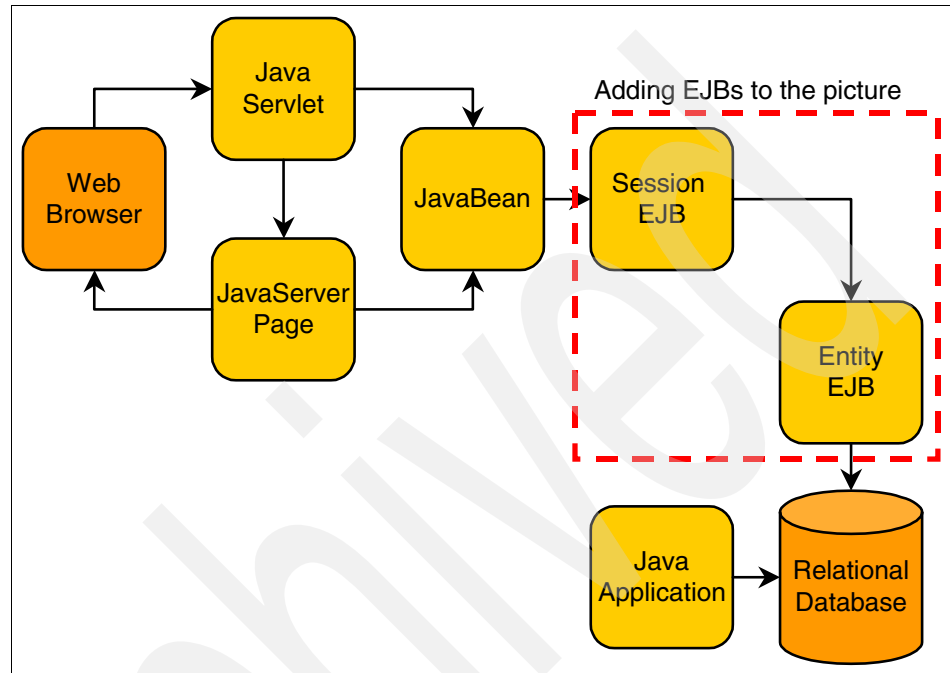 Java
Servlet
Adding EJBs to the picture
Web
Browser
JavaBean
Session
EJB
JavaServer
Page
Entity
EJB
Java
Application
Relational
Database